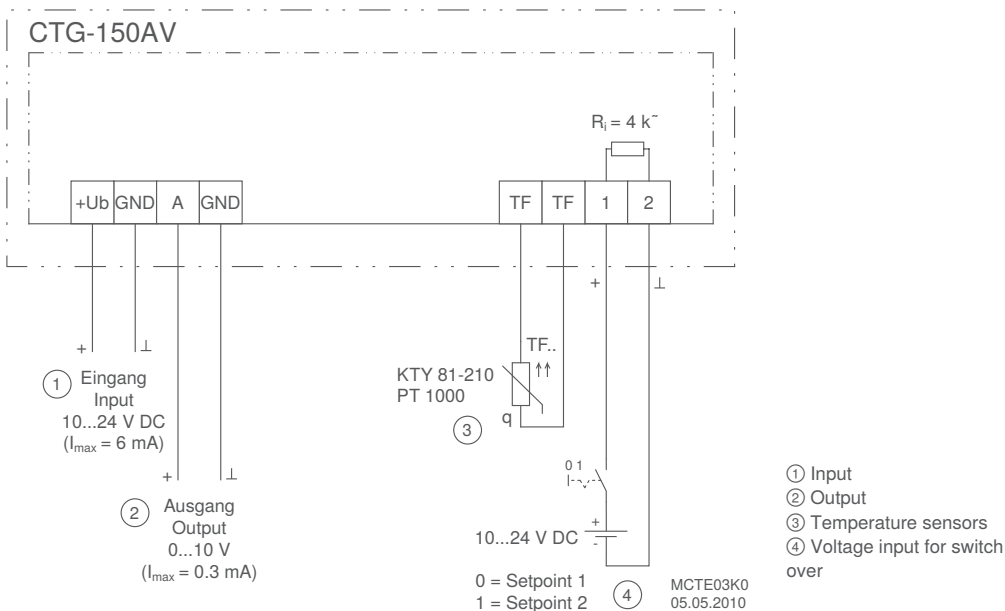 CTG-150AV
Rᵢ = 4 k˜
+Ub GND A GND
TF TF 1 2
+ ⊥
+ ⊥
TF..
KTY 81-210
PT 1000
q
③
① Eingang
Input
10...24 V DC
(Iₘₐₓ = 6 mA)
+ ⊥
② Ausgang
Output
0...10 V
(Iₘₐₓ = 0.3 mA)
0 1
+
10...24 V DC
-
0 = Setpoint 1
1 = Setpoint 2
④
MCTE03K0
05.05.2010
① Input
② Output
③ Temperature sensors
④ Voltage input for switch
over